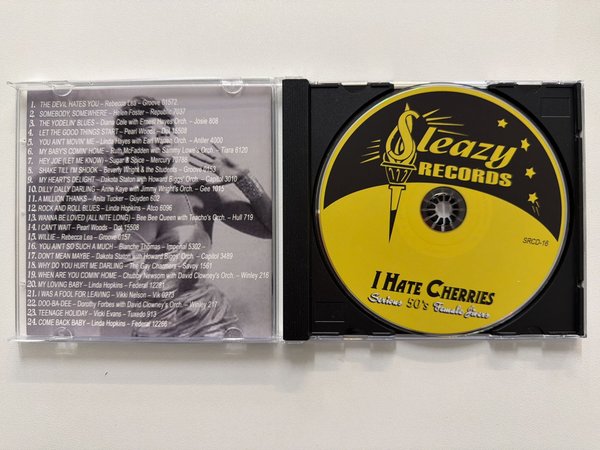 1. THE DEVIL HATES YOU – Rebecca Lea – Groove 01572
2. SOMEBODY, SOMEWHERE – Helen Foster – Republic 7037
3. THE YODELIN' BLUES – Diana Cole with Ernest Hayes Orch. – Josie 808
4. LET THE GOOD THINGS START – Pearl Woods – Dot 15508
5. YOU AIN'T MOVIN' ME – Linda Hayes with Earl Warren's Orch. – Antler 4000
6. MY BABY'S COMIN' HOME – Ruth McFadden with Sammy Lowe's Orch. – Tiara 6120
7. HEY JOE (LET ME KNOW) – Sugar & Spice – Mercury 70788
8. SHAKE TILL I'M SHOOK – Beverly Wright & the Students – Groove 0153
9. MY HEART'S DELIGHT – Dakota Staton with Howard Biggs' Orch. – Capitol 3010
10. DILLY DALLY DARLING – Anne Kaye with Jimmy Wright's Orch. – Gee 1015
11. A MILLION THANKS – Anita Tucker – Guyden 602
12. ROCK AND ROLL BLUES – Linda Hopkins – Atco 6096
13. WANNA BE LOVED (ALL NITE LONG) – Bee Bee Queen with Teacho's Orch. – Hull 719
14. I CAN'T WAIT – Pearl Woods – Dot 15508
15. WILLIE – Rebecca Lea – Groove 0157
16. YOU AIN'T SO SUCH A MUCH – Blanche Thomas – Imperial 5302
17. DON'T MEAN MAYBE – Dakota Staton with Howard Biggs' Orch. – Capitol 3489
18. WHY DO YOU HURT ME DARLING – The Gay Charmers – Savoy 1561
19. WHEN ARE YOU COMIN' HOME – Chubby Newsom with David Clowney's Orch. – Winley 216
20. MY LOVING BABY – Linda Hopkins – Federal 12281
21. I WAS A FOOL FOR LEAVING – Vikki Nelson – Vik 0273
22. DOO-BA-DEE – Dorothy Forbes with David Clowney's Orch. – Winley 217
23. TEENAGE HOLIDAY – Vicki Evans – Tuxedo 913
24. COME BACK BABY – Linda Hopkins – Federal 12266
Sleazy
RECORDS
SRCD-16
I HATE CHERRIES
Serious 50's Female Jivers